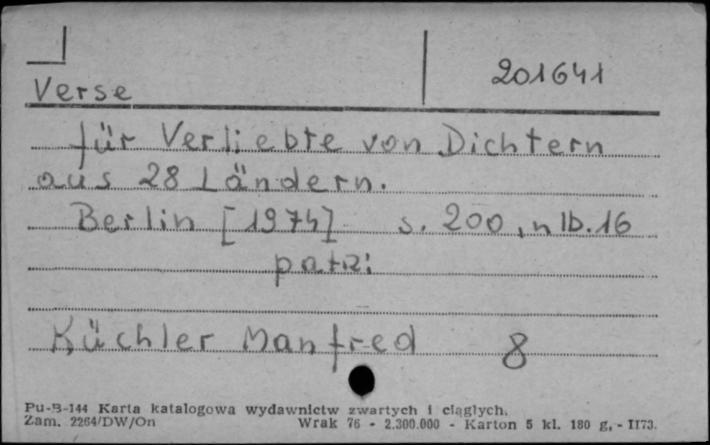 201641
Verse
für Verliebte von Dichtern
aus 28 Ländern.
Berlin [1974] s. 200, nlb. 16
patrz:
Küchler Manfred 8
Pu-B-144 Karta katalogowa wydawnictw zwartych i ciągłych.
Zam. 2264/DW/On Wrak 76 - 2.300.000 - Karton 5 kl. 180 g, - II73.